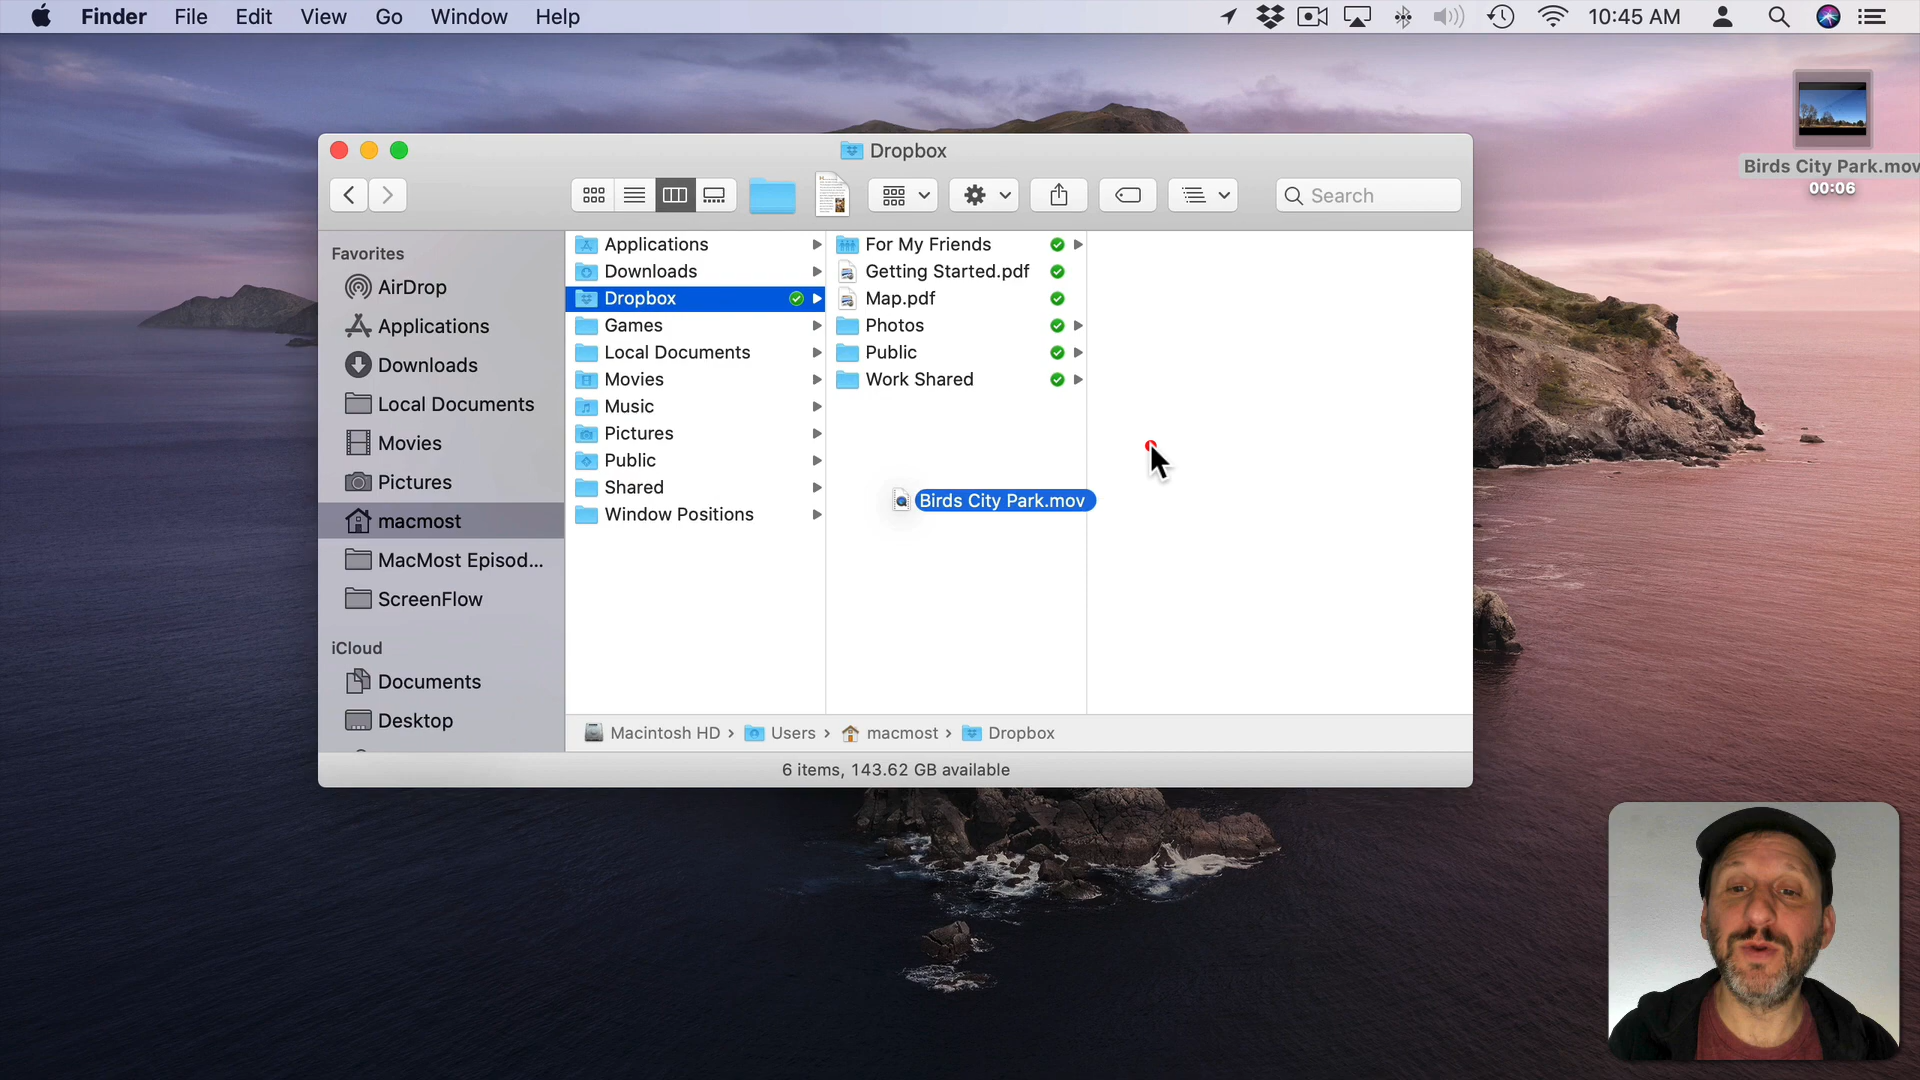 Finder File Edit View Go Window Help 10:45 AM
Birds City Park.mov
00:06
Dropbox
Search
Favorites
AirDrop
Applications
Downloads
Local Documents
Movies
Pictures
macmost
MacMost Episod...
ScreenFlow
iCloud
Documents
Desktop
Applications
Downloads
Dropbox
Games
Local Documents
Movies
Music
Pictures
Public
Shared
Window Positions
For My Friends
Getting Started.pdf
Map.pdf
Photos
Public
Work Shared
Birds City Park.mov
Macintosh HD › Users › macmost › Dropbox
6 items, 143.62 GB available